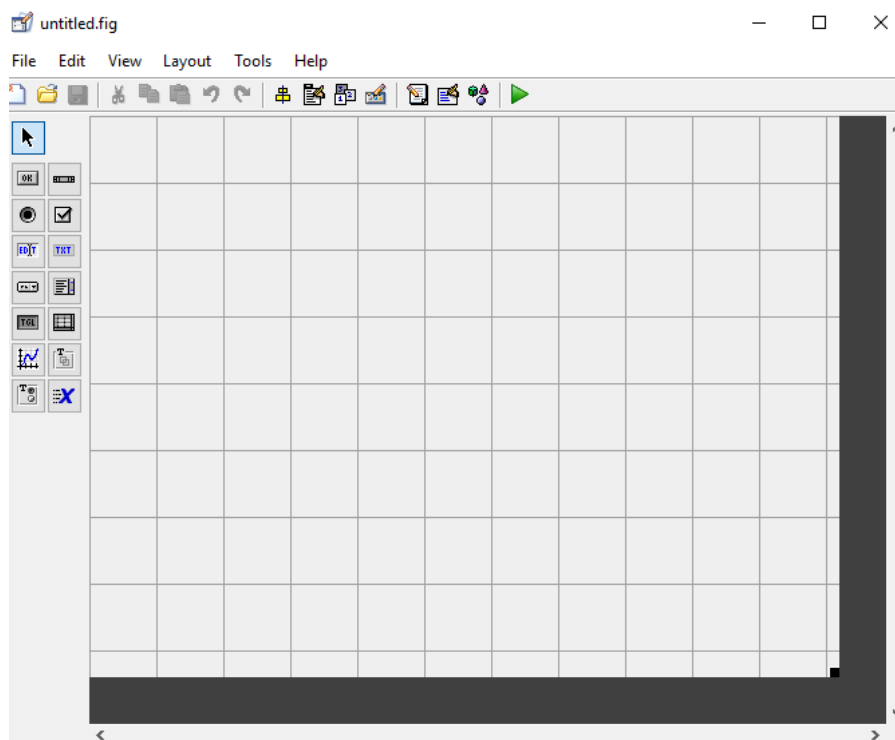 untitled.fig
File Edit View Layout Tools Help
OK
EDIT TXT
TGL
T
T X